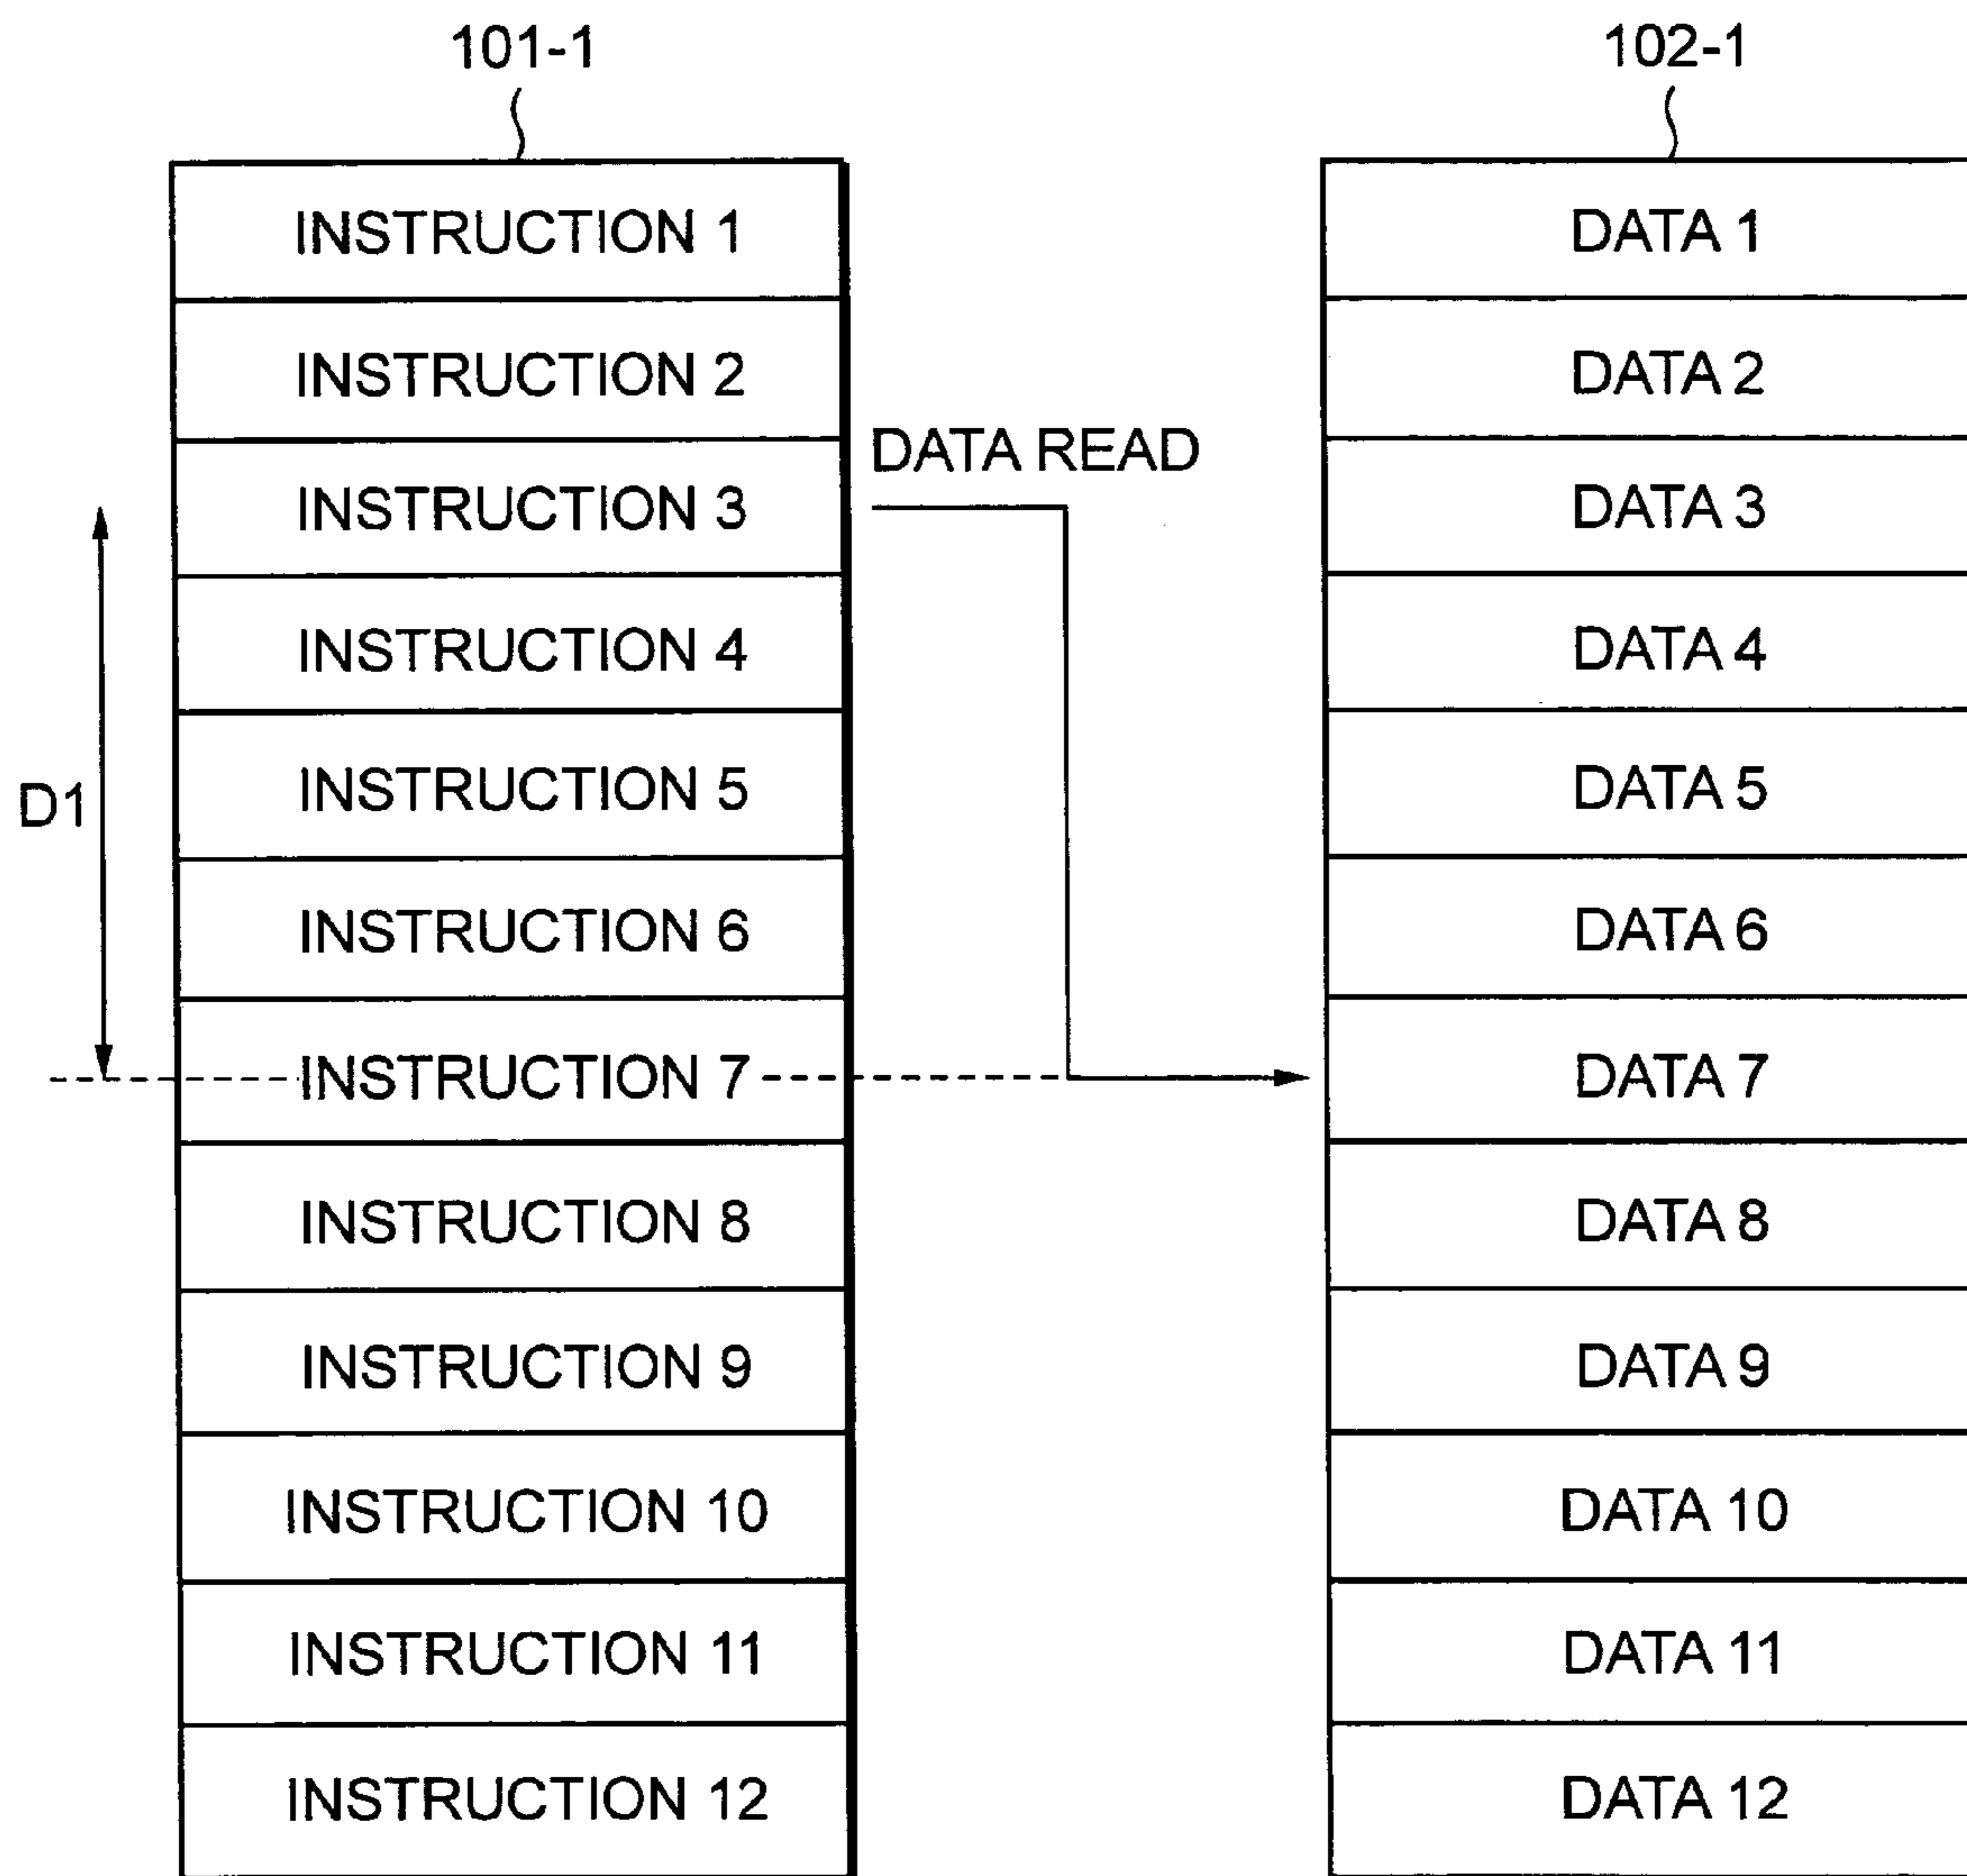 101-1
102-1
INSTRUCTION 1
DATA 1
INSTRUCTION 2
DATA 2
DATA READ
INSTRUCTION 3
DATA 3
INSTRUCTION 4
DATA 4
D1
INSTRUCTION 5
DATA 5
INSTRUCTION 6
DATA 6
INSTRUCTION 7
DATA 7
INSTRUCTION 8
DATA 8
INSTRUCTION 9
DATA 9
INSTRUCTION 10
DATA 10
INSTRUCTION 11
DATA 11
INSTRUCTION 12
DATA 12